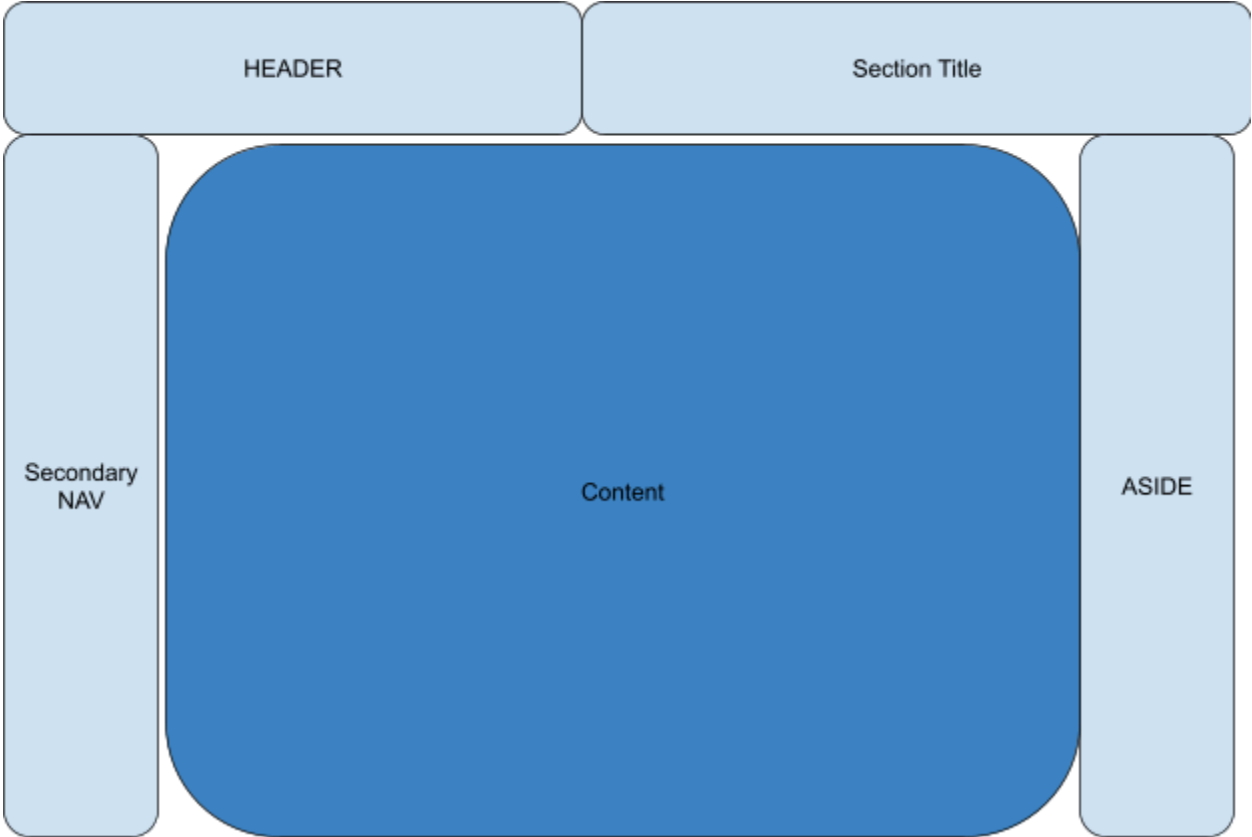 HEADER
Section Title
Secondary
NAV
Content
ASIDE